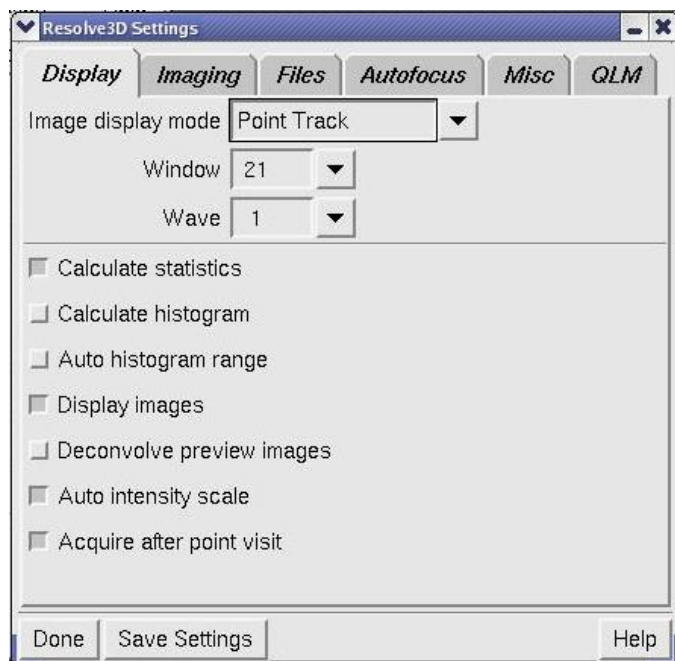 Resolve3D Settings
Display Imaging Files Autofocus Misc QLM
Image display mode Point Track
Window 21
Wave 1
Calculate statistics
Calculate histogram
Auto histogram range
Display images
Deconvolve preview images
Auto intensity scale
Acquire after point visit
Done Save Settings Help